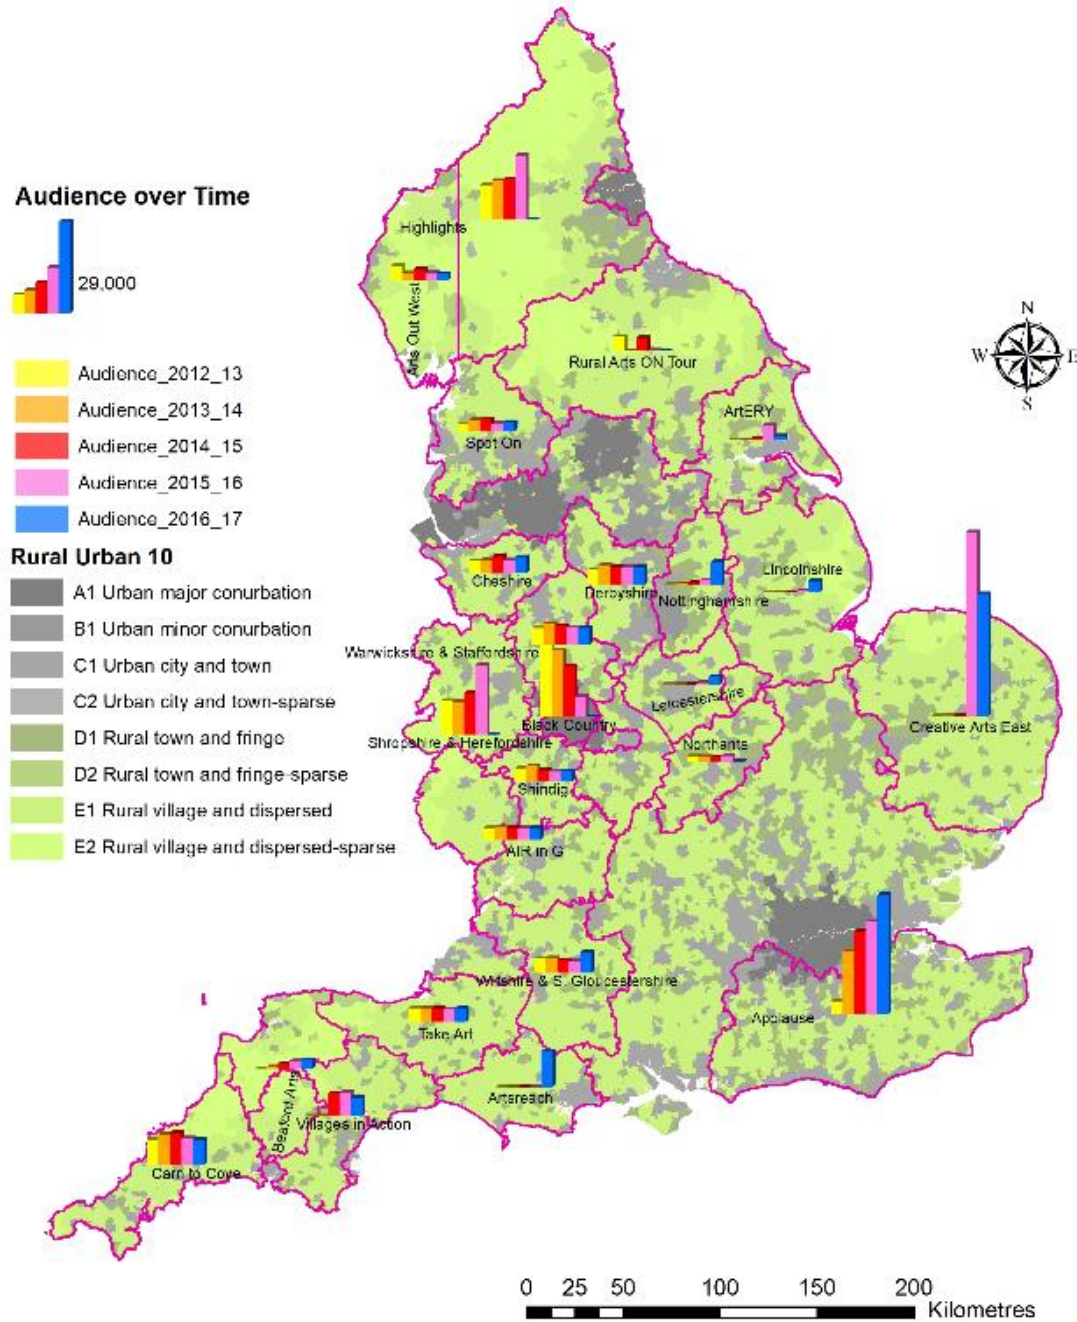 Audience over Time
29,000
Audience_2012_13
Audience_2013_14
Audience_2014_15
Audience_2015_16
Audience_2016_17
Rural Urban 10
A1 Urban major conurbation
B1 Urban minor conurbation
C1 Urban city and town
C2 Urban city and town-sparse
D1 Rural town and fringe
D2 Rural town and fringe-sparse
E1 Rural village and dispersed
E2 Rural village and dispersed-sparse
N
W E
S
Highlights
Arts Out West
Rural Arts ON Tour
ArtERY
Spot On
Cheshire
Derbyshire
Nottinghamshire
Lincolnshire
Warwickshire & Staffordshire
Black Country
Leicestershire
Creative Arts East
Shropshire & Herefordshire
Northants
Shindig
AIR in G
Wiltshire & S. Gloucestershire
Applause
Take Art
Artsreach
Beaford Arts
Villages in Action
Carn to Cove
0 25 50 100 150 200
Kilometres